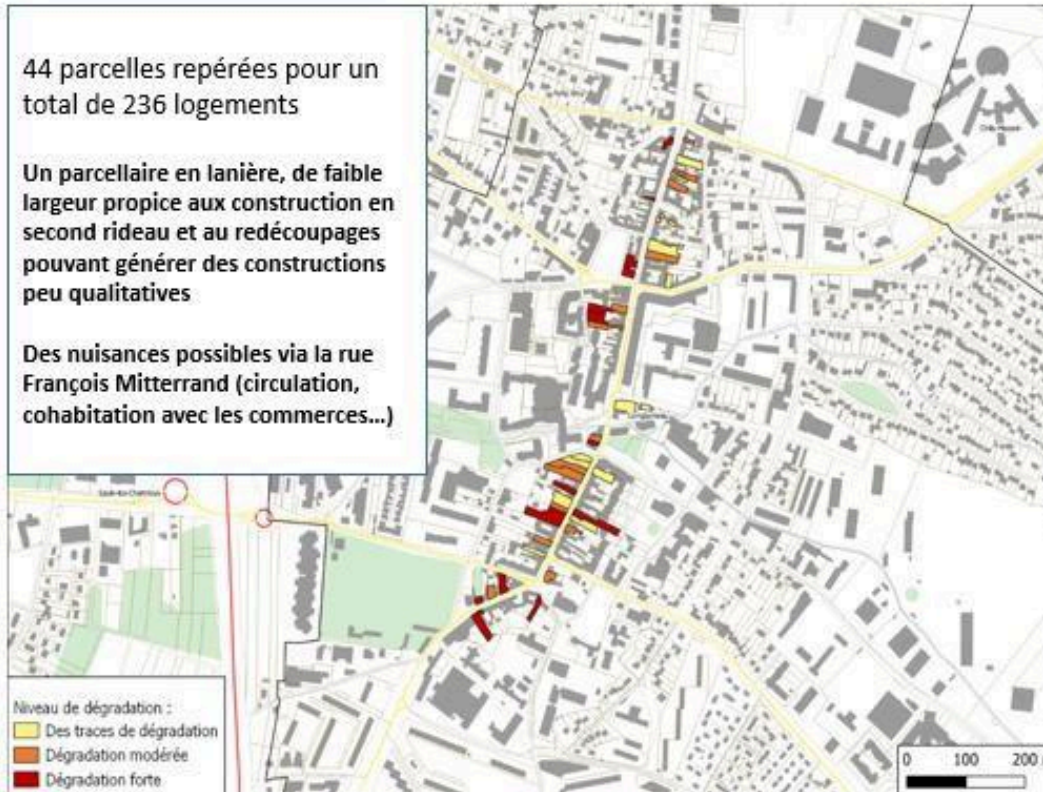 44 parcelles repérées pour un
total de 236 logements
Un parcellaire en lanière, de faible
largeur propice aux construction en
second rideau et au redécoupages
pouvant générer des constructions
peu qualitatives
Des nuisances possibles via la rue
François Mitterrand (circulation,
cohabitation avec les commerces…)
Niveau de dégradation :
Des traces de dégradation
Dégradation modérée
Dégradation forte
0 100 200